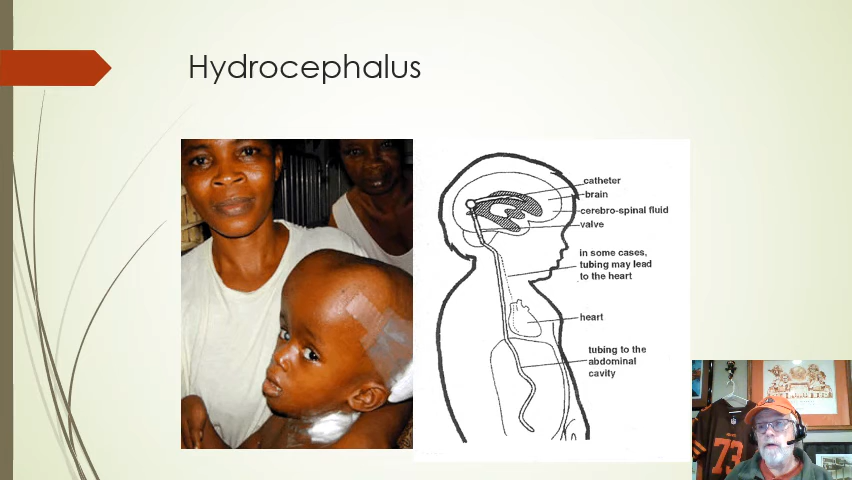 Hydrocephalus
catheter
brain
cerebro-spinal fluid
valve
in some cases,
tubing may lead
to the heart
heart
tubing to the
abdominal
cavity
73